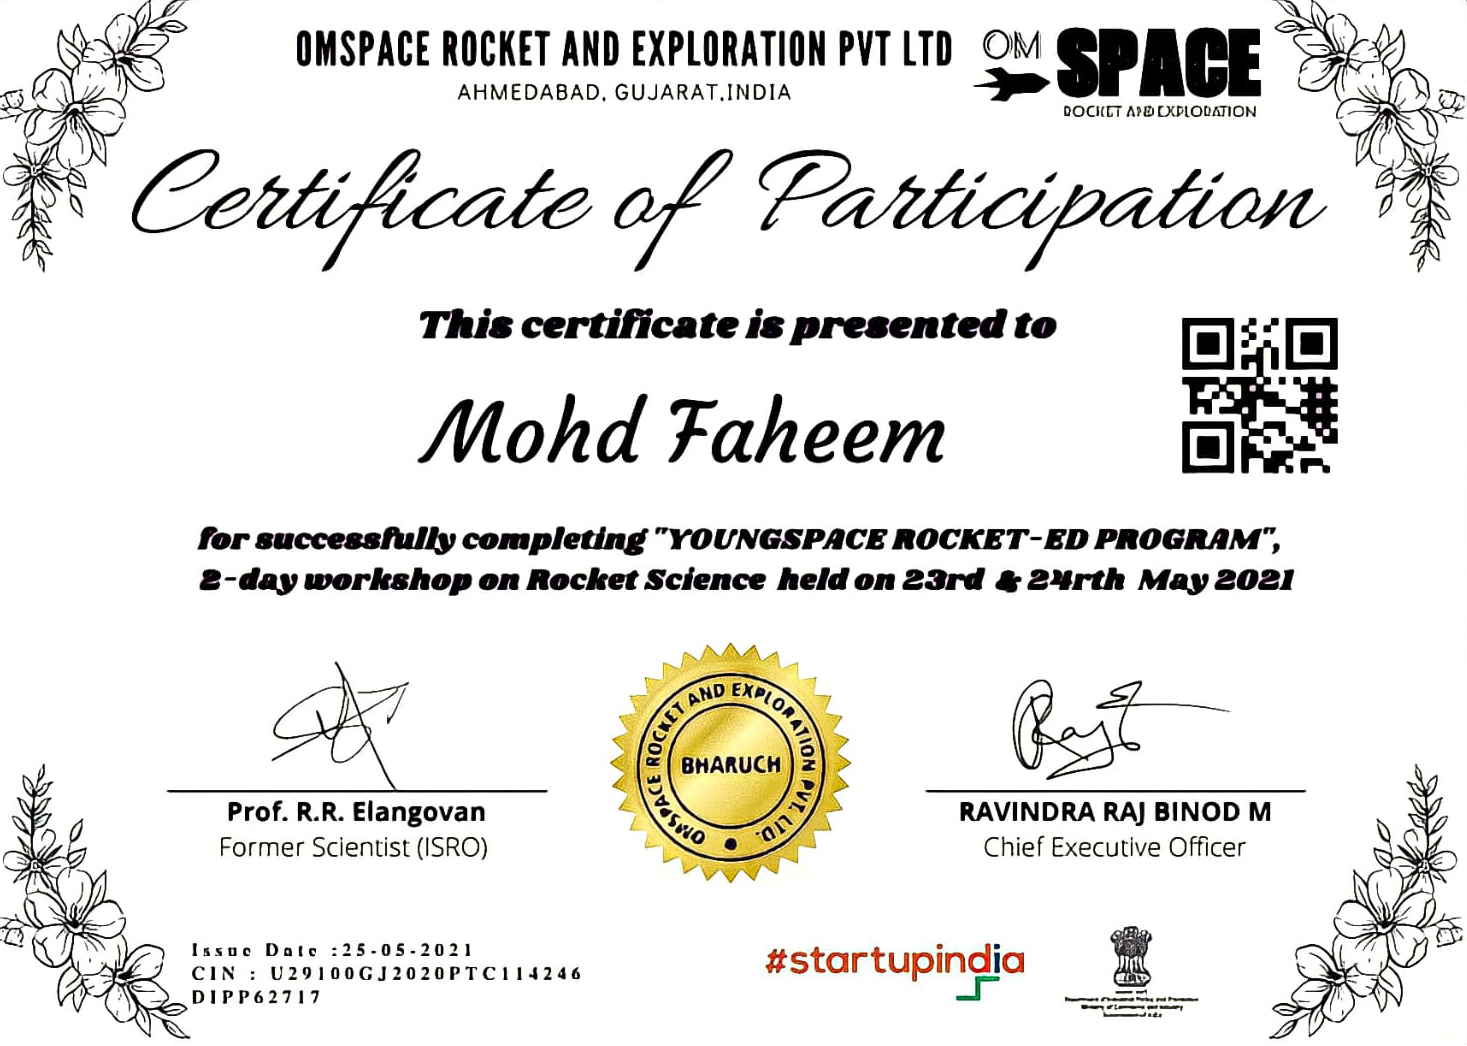 OMSPACE ROCKET AND EXPLORATION PVT LTD
AHMEDABAD, GUJARAT,INDIA
OM SPACE
ROCKET AND EXPLORATION
Certificate of Participation
This certificate is presented to
Mohd Faheem
for successfully completing "YOUNGSPACE ROCKET-ED PROGRAM",
2-day workshop on Rocket Science held on 23rd & 24rth May 2021
OMSPACE ROCKET AND EXPLORATION PVT. LTD.
BHARUCH
Prof. R.R. Elangovan
Former Scientist (ISRO)
RAVINDRA RAJ BINOD M
Chief Executive Officer
Issue Date :25-05-2021
CIN : U29100GJ2020PTC114246
DIPP62717
#startupindia